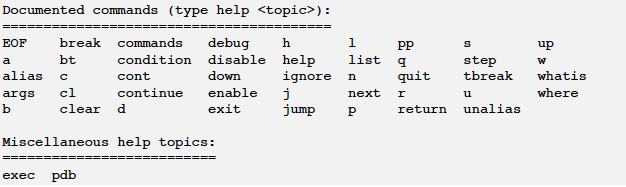 Documented commands (type help <topic>):
========================================
EOF    break  commands   debug    h       l     pp      s        up
a      bt     condition  disable  help    list  q       step     w
alias  c      cont       down     ignore  n     quit    tbreak   whatis
args   cl     continue   enable   j       next  r       u        where
b      clear  d          exit     jump    p     return  unalias
Miscellaneous help topics:
==========================
exec  pdb